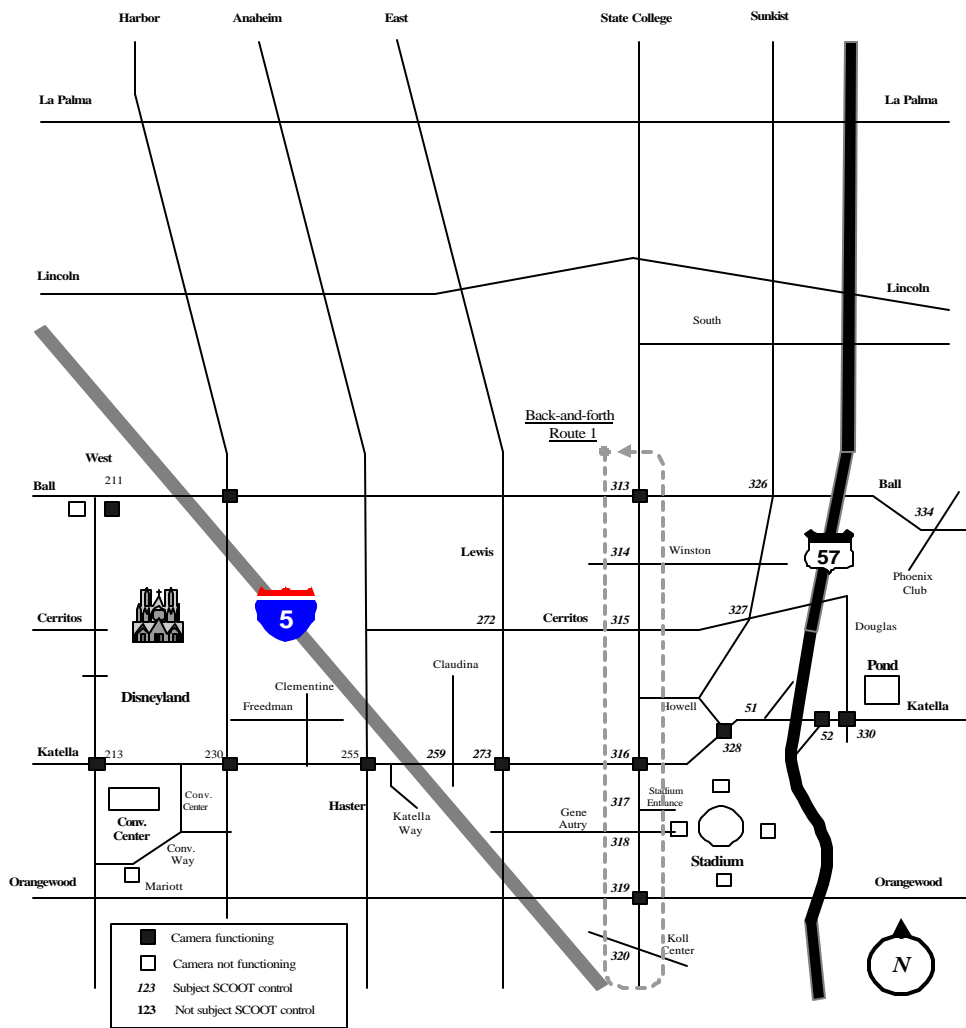 Harbor
Anaheim
East
State College
Sunkist
La Palma
La Palma
Lincoln
Lincoln
South
Back-and-forth
Route 1
West
211
Ball
313
326
Ball
334
Lewis
314
Winston
57
Phoenix
Club
5
Cerritos
272
Cerritos
315
327
Douglas
Claudina
Pond
Disneyland
Clementine
Freedman
Howell
51
Katella
Katella
213
230
255
259
273
316
328
52
330
Conv.
Center
Conv.
Center
Haster
Katella
Way
Gene
Autry
317
Stadium
Entrance
Conv.
Way
318
Stadium
Mariott
Orangewood
319
Orangewood
Koll
Center
320
Camera functioning
Camera not functioning
123 Subject SCOOT control
123 Not subject SCOOT control
N